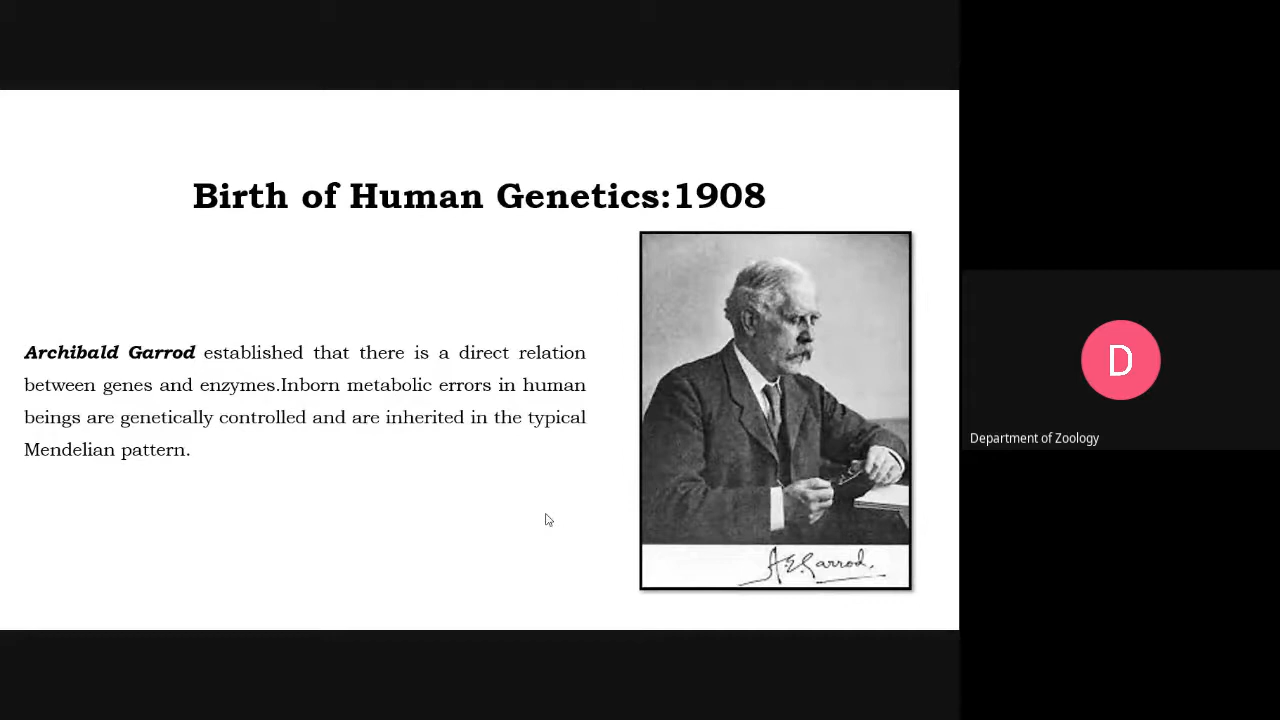 Birth of Human Genetics:1908
Archibald Garrod established that there is a direct relation
between genes and enzymes.Inborn metabolic errors in human
beings are genetically controlled and are inherited in the typical
Mendelian pattern.
A.E.Garrod.
D
Department of Zoology